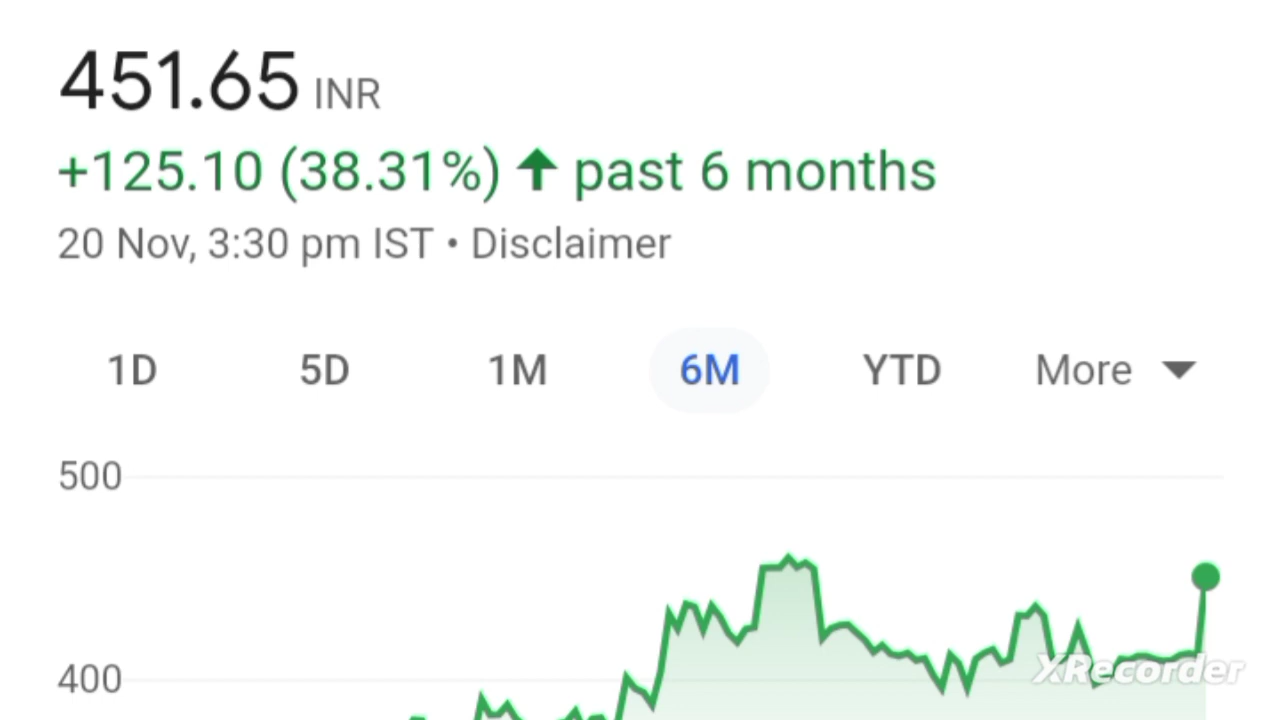 451.65 INR
+125.10 (38.31%) ↑ past 6 months
20 Nov, 3:30 pm IST • Disclaimer
1D 5D 1M 6M YTD More
500
400
XRecorder